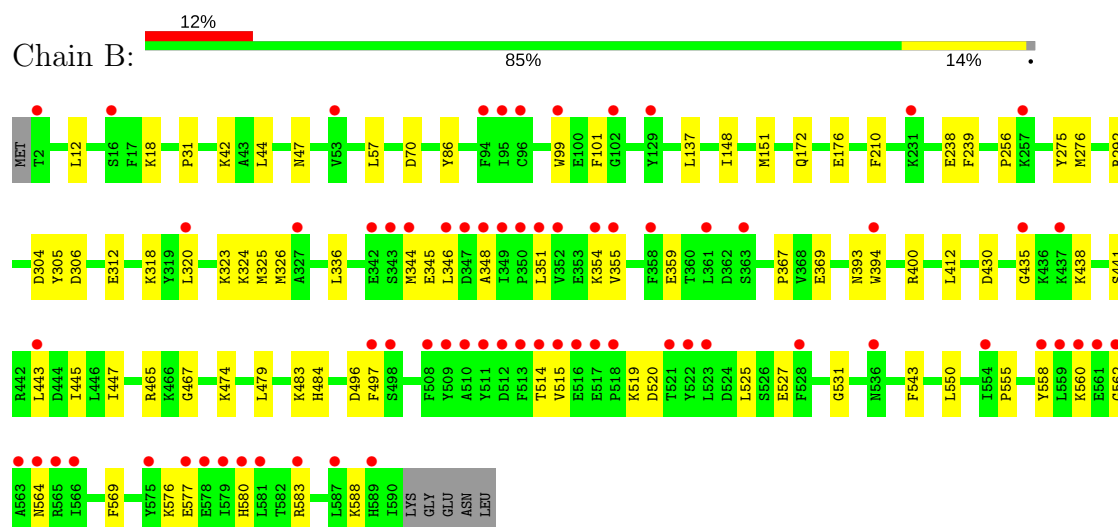 12%
Chain B:
85% 14% •
MET T2 L12 S16 F17 K18 P31 K42 A43 L44 N47 V53 L57 D70 Y86 F94 I95 C96 W99 E100 F101 G102 Y129 L137 I148 M151 Q172 E176 F210 K231 E238 F239 P256 K257 Y275 M276
D304 Y305 D306 E312 K318 Y319 L320 K323 K324 M325 M326 A327 L336 E342 S343 M344 E345 L346 D347 A348 I349 P350 L351 V352 E353 K354 V355 F358 E359 T360 L361 D362 S363 P367 V368 E369 N393 W394 R400 L412 D430 G435 K436 K437 K438 S441
R442 L443 D444 I445 L446 I447 R465 K466 G467 K474 L479 K483 H484 D496 F497 S498 F508 Y509 A510 Y511 D512 F513 T514 V515 E516 E517 P518 K519 D520 T521 Y522 L523 D524 L525 S526 E527 F528 G531 N536 F543 L550 I554 P555 Y558 L559 K560 E561 G562
A563 N564 R565 I566 F569 Y575 K576 E577 E578 I579 H580 L581 T582 R583 L587 K588 H589 I590 LYS GLY GLU ASN LEU